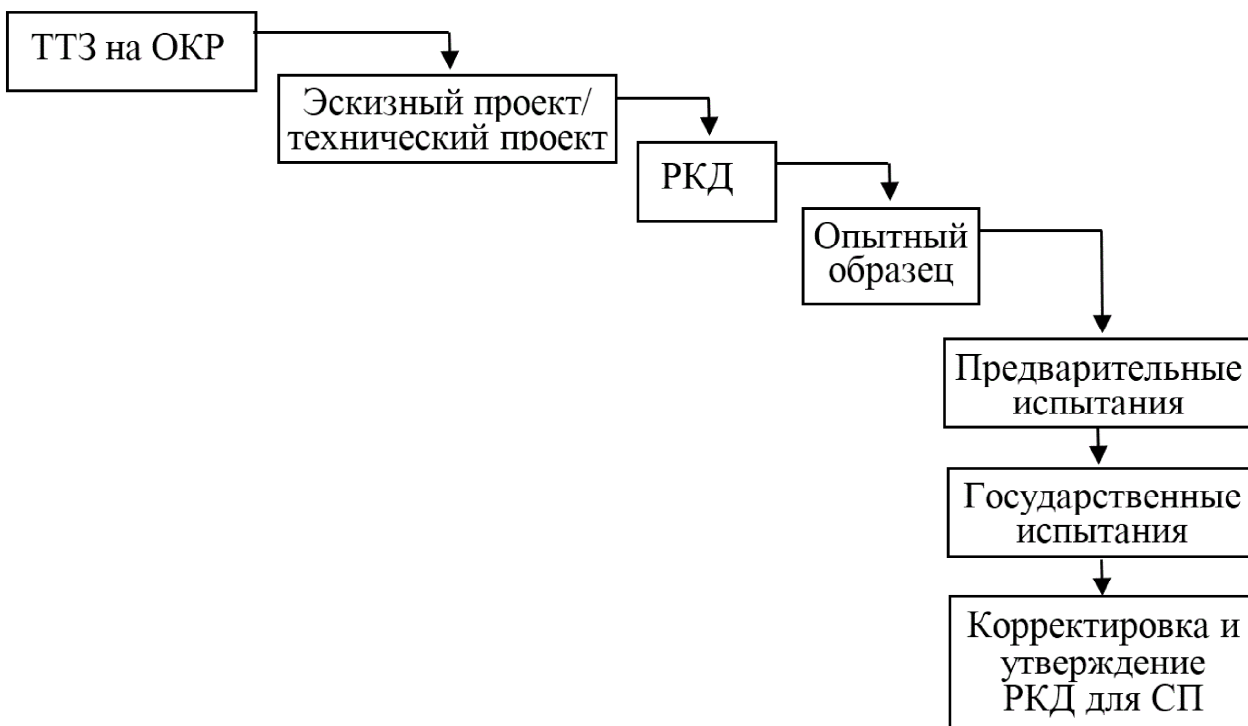 ТТЗ на ОКР
Эскизный проект/
технический проект
РКД
Опытный
образец
Предварительные
испытания
Государственные
испытания
Корректировка и
утверждение
РКД для СП